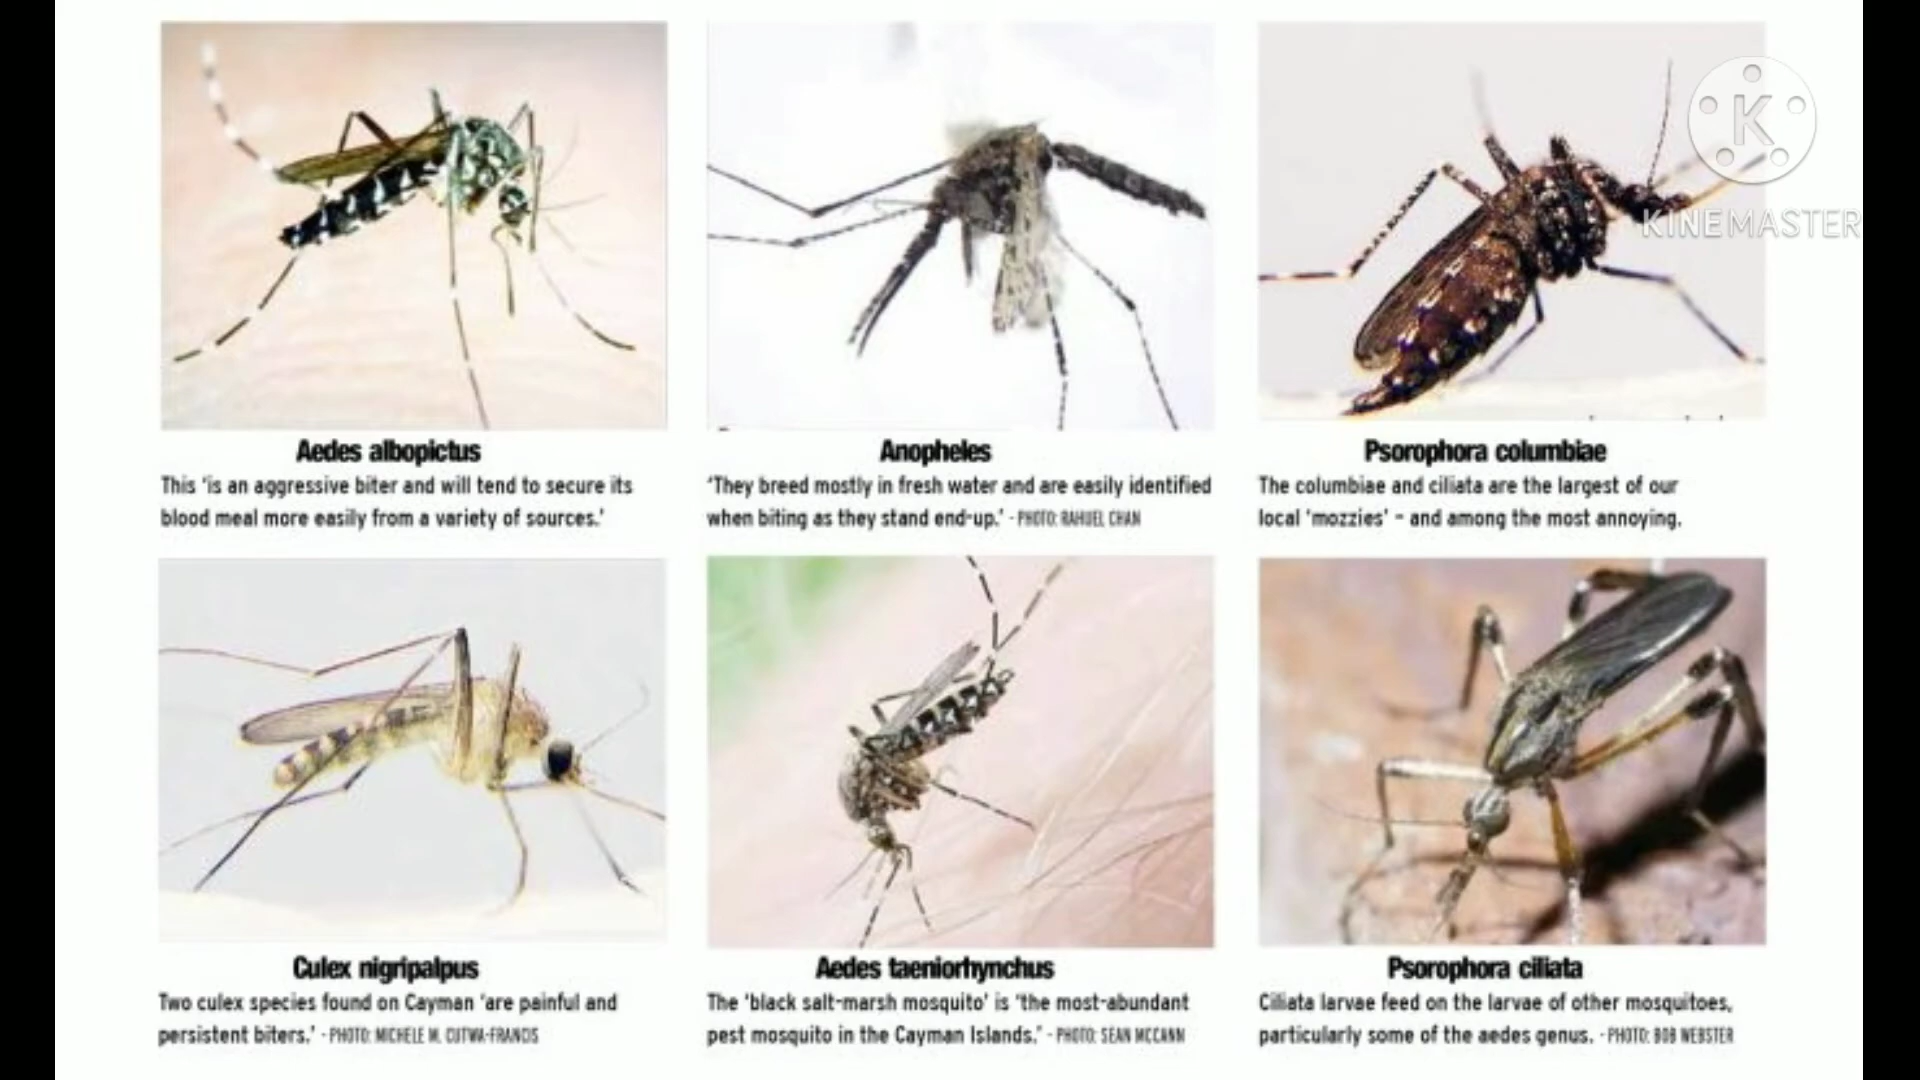 K
KINEMASTER
Aedes albopictus
This ‘is an aggressive biter and will tend to secure its
blood meal more easily from a variety of sources.’
Anopheles
‘They breed mostly in fresh water and are easily identified
when biting as they stand end-up.’ - PHOTO: RAHUEL CHAN
Psorophora columbiae
The columbiae and ciliata are the largest of our
local ‘mozzies’ – and among the most annoying.
Culex nigripalpus
Two culex species found on Cayman ‘are painful and
persistent biters.’ - PHOTO: MICHELE M. CUTWA-FRANCIS
Aedes taeniorhynchus
The ‘black salt-marsh mosquito’ is ‘the most-abundant
pest mosquito in the Cayman Islands.’ - PHOTO: SEAN MCCANN
Psorophora ciliata
Ciliata larvae feed on the larvae of other mosquitoes,
particularly some of the aedes genus. - PHOTO: BOB WEBSTER